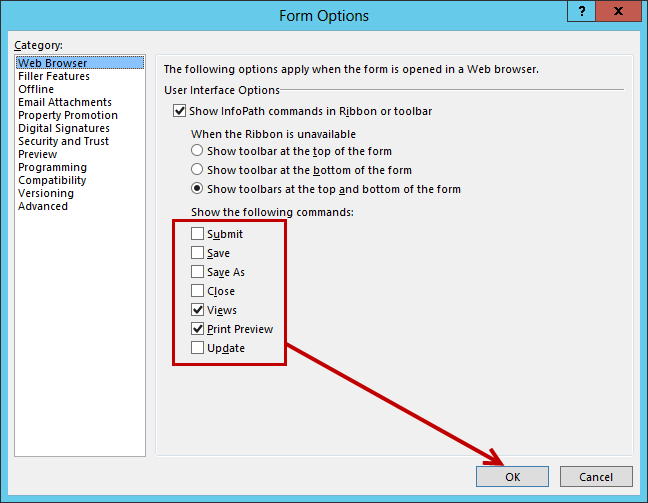 Form Options
? x
Category:
Web Browser
Filler Features
Offline
Email Attachments
Property Promotion
Digital Signatures
Security and Trust
Preview
Programming
Compatibility
Versioning
Advanced
The following options apply when the form is opened in a Web browser.
User Interface Options
Show InfoPath commands in Ribbon or toolbar
When the Ribbon is unavailable
Show toolbar at the top of the form
Show toolbar at the bottom of the form
Show toolbars at the top and bottom of the form
Show the following commands:
Submit
Save
Save As
Close
Views
Print Preview
Update
OK Cancel